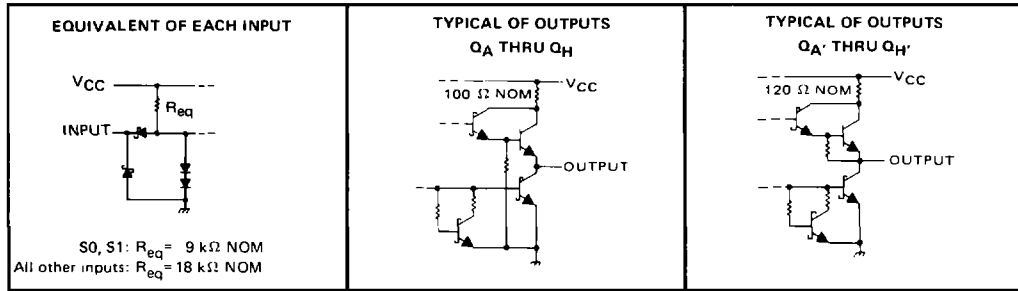 EQUIVALENT OF EACH INPUT
VCC
Req
INPUT
S0, S1: Req = 9 kΩ NOM
All other inputs: Req = 18 kΩ NOM
TYPICAL OF OUTPUTS
QA THRU QH
VCC
100 Ω NOM
OUTPUT
TYPICAL OF OUTPUTS
QA' THRU QH'
VCC
120 Ω NOM
OUTPUT